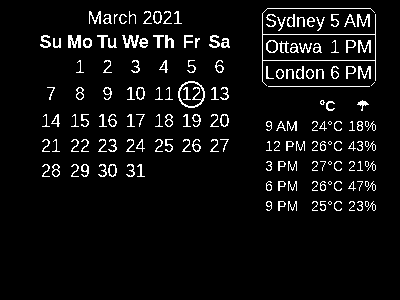 March 2021
Su Mo Tu We Th Fr Sa
1 2 3 4 5 6
7 8 9 10 11 12 13
14 15 16 17 18 19 20
21 22 23 24 25 26 27
28 29 30 31
Sydney 5 AM
Ottawa 1 PM
London 6 PM
°C ☂
9 AM 24°C 18%
12 PM 26°C 43%
3 PM 27°C 21%
6 PM 26°C 47%
9 PM 25°C 23%